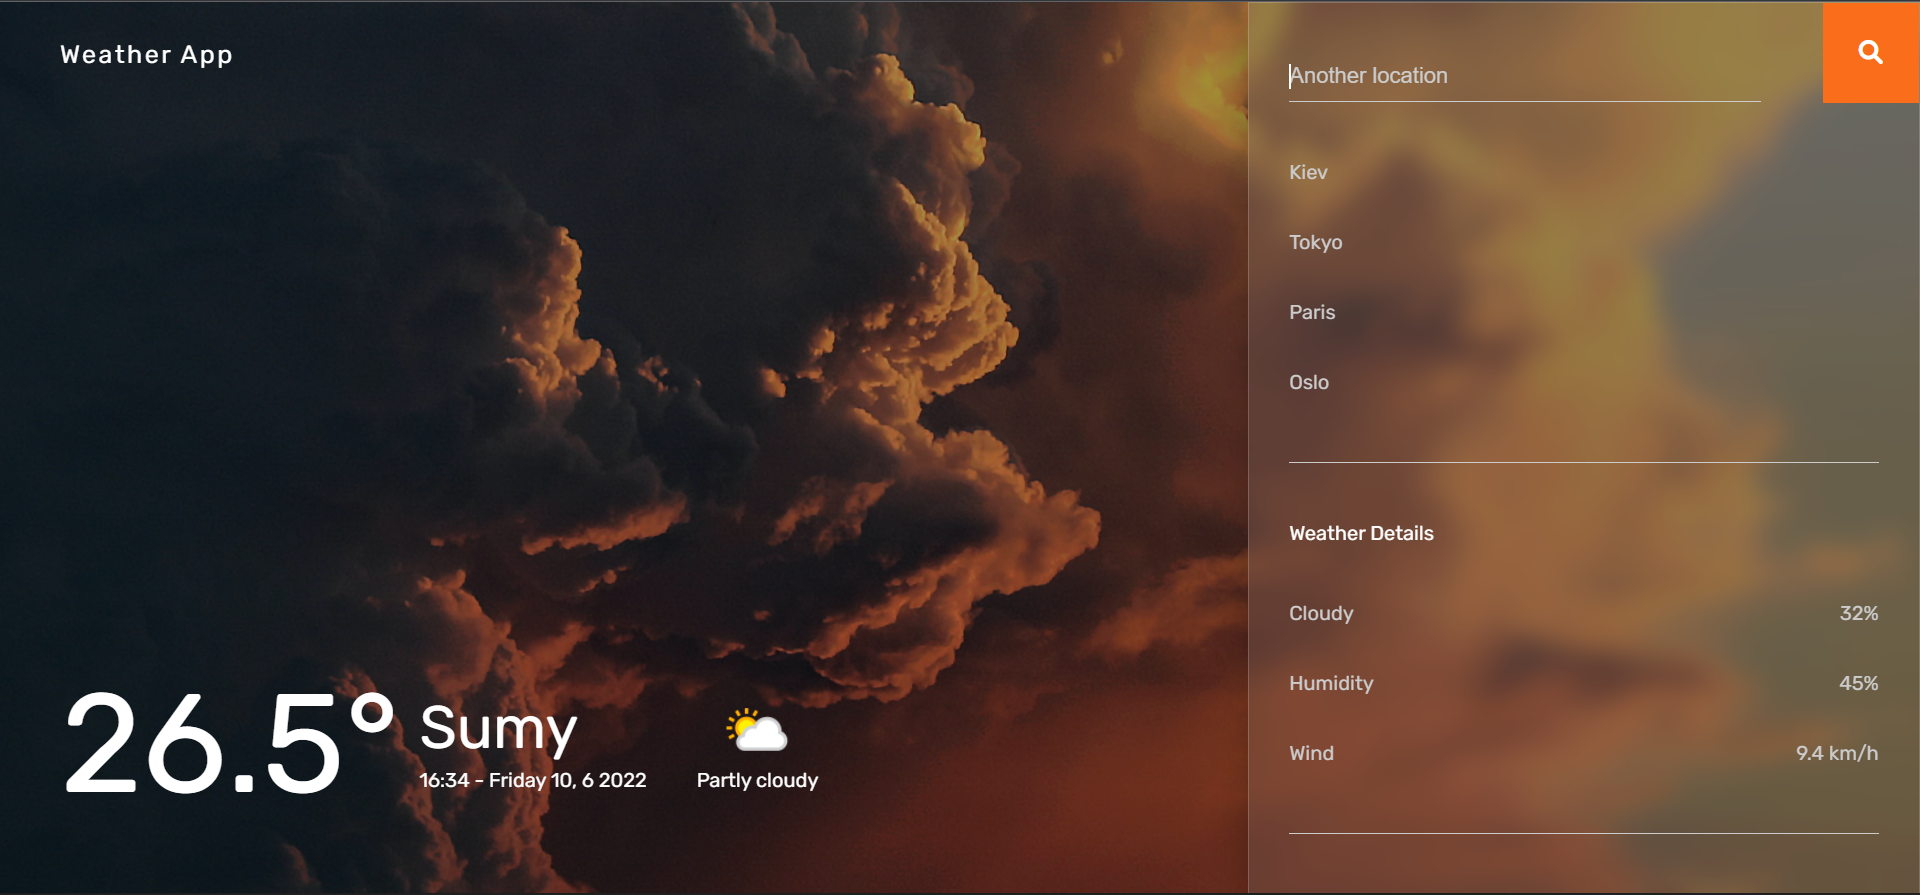 Weather App
Another location
Kiev
Tokyo
Paris
Oslo
Weather Details
Cloudy 32%
Humidity 45%
Wind 9.4 km/h
26.5°
Sumy
16:34 - Friday 10, 6 2022
Partly cloudy